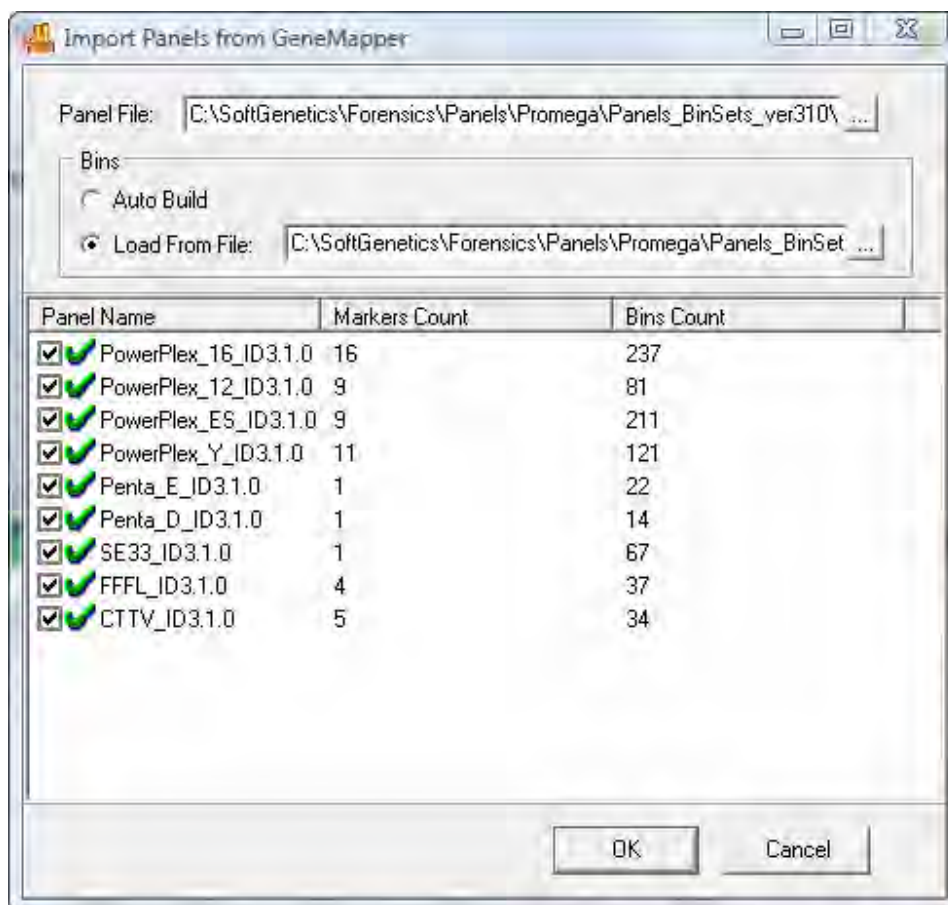 Import Panels from GeneMapper
Panel File: C:\SoftGenetics\Forensics\Panels\Promega\Panels_BinSets_ver310\ ...
Bins
Auto Build
Load From File: C:\SoftGenetics\Forensics\Panels\Promega\Panels_BinSet ...
Panel Name Markers Count Bins Count
PowerPlex_16_ID3.1.0 16 237
PowerPlex_12_ID3.1.0 9 81
PowerPlex_ES_ID3.1.0 9 211
PowerPlex_Y_ID3.1.0 11 121
Penta_E_ID3.1.0 1 22
Penta_D_ID3.1.0 1 14
SE33_ID3.1.0 1 67
FFFL_ID3.1.0 4 37
CTTV_ID3.1.0 5 34
OK Cancel